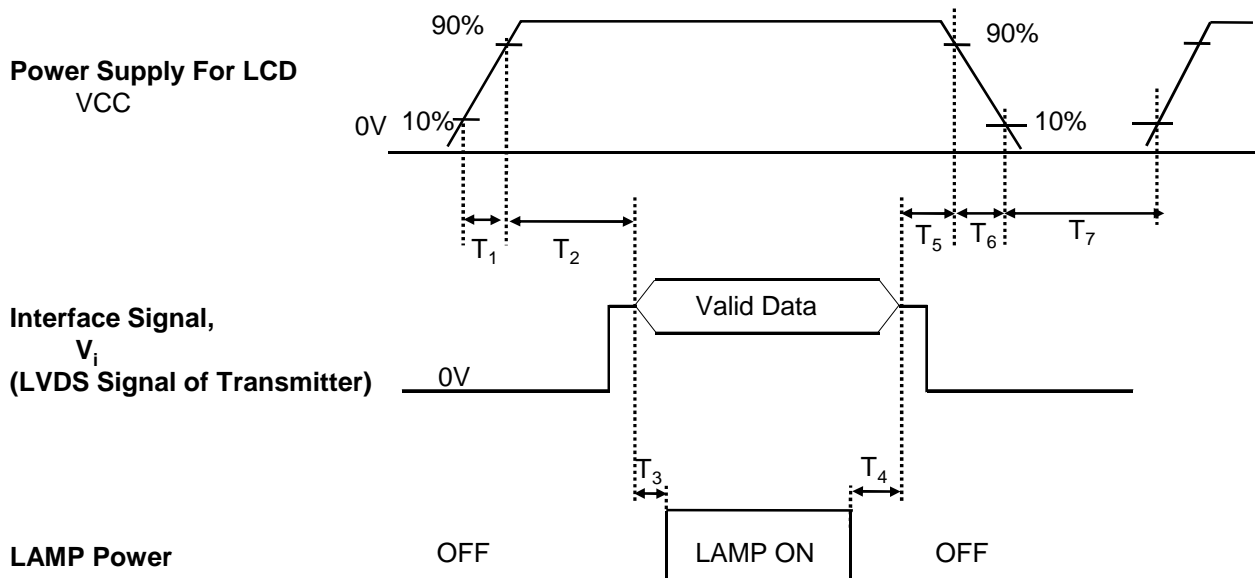 90%
90%
Power Supply For LCD
VCC
0V
10%
10%
T₁
T₂
T₅
T₆
T₇
Valid Data
Interface Signal,
Vᵢ
(LVDS Signal of Transmitter)
0V
T₃
T₄
LAMP Power
OFF
LAMP ON
OFF